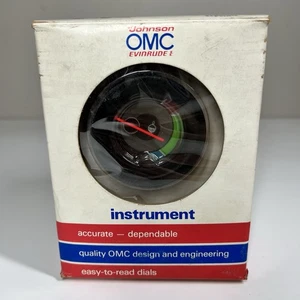 Johnson
OMC
EVINRUDE
instrument
accurate — dependable
quality OMC design and engineering
easy-to-read dials